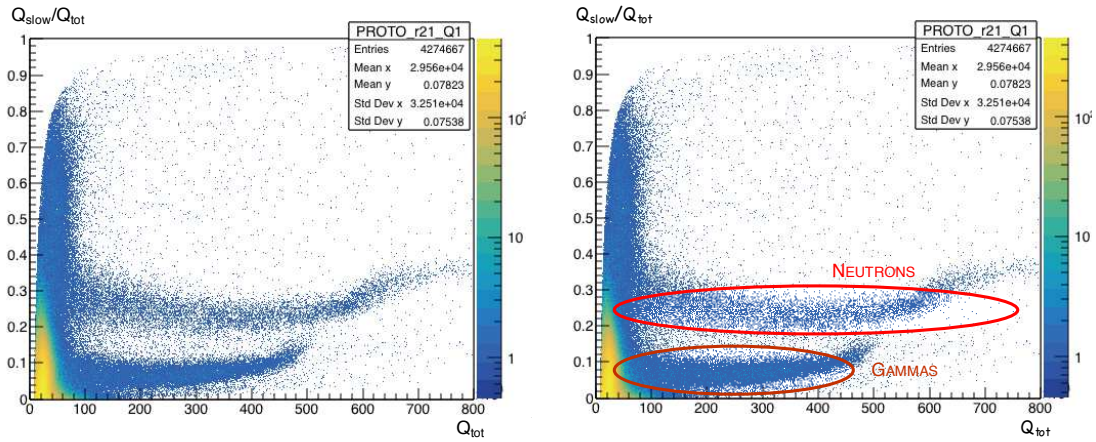 Qslow/Qtot
PROTO_r21_Q1
Entries 4274667
Mean x 2.956e+04
Mean y 0.07823
Std Dev x 3.251e+04
Std Dev y 0.07538
1
0.9
0.8
0.7
0.6
0.5
0.4
0.3
0.2
0.1
0
0 100 200 300 400 500 600 700 800
Qtot
10²
10
1
Qslow/Qtot
PROTO_r21_Q1
Entries 4274667
Mean x 2.956e+04
Mean y 0.07823
Std Dev x 3.251e+04
Std Dev y 0.07538
1
0.9
0.8
0.7
0.6
0.5
0.4
0.3
0.2
0.1
0
NEUTRONS
GAMMAS
0 100 200 300 400 500 600 700 800
Qtot
10²
10
1